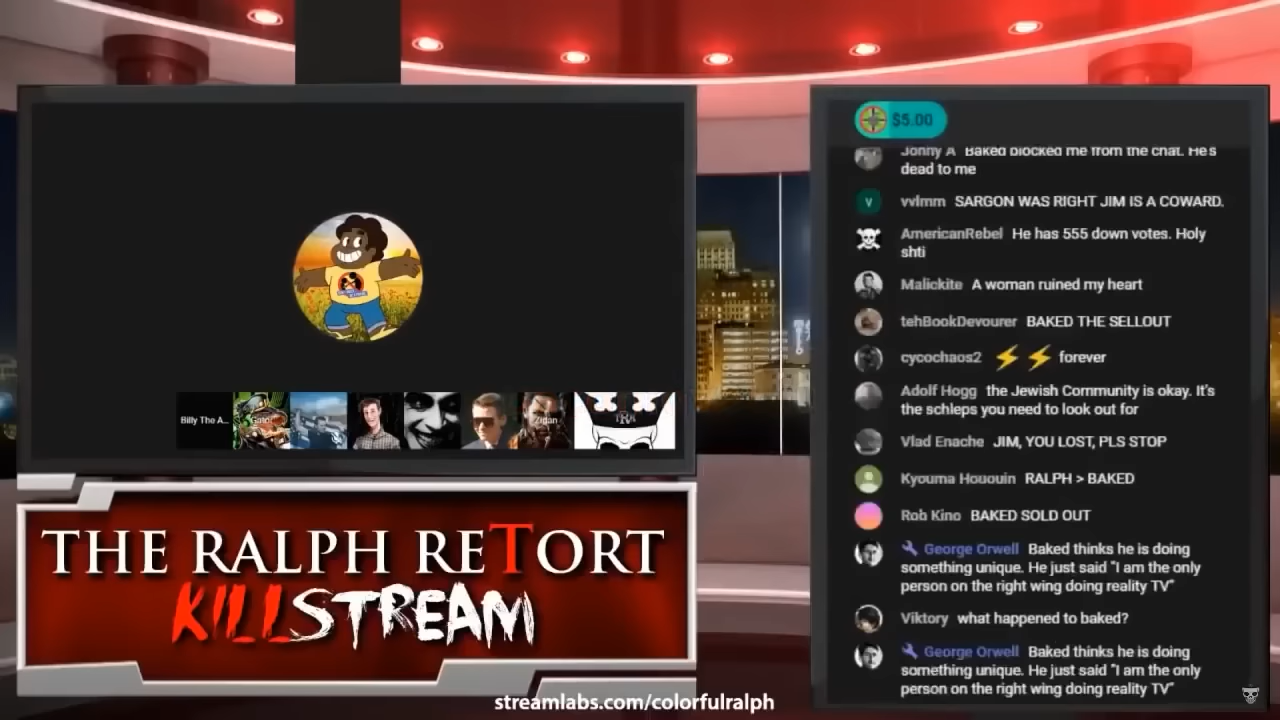 $5.00
Jonny A Baked blocked me from the chat. He's
dead to me
V
vvlmm SARGON WAS RIGHT JIM IS A COWARD.
AmericanRebel He has 555 down votes. Holy
shti
Malickite A woman ruined my heart
tehBookDevourer BAKED THE SELLOUT
cycochaos2 ⚡⚡ forever
Adolf Hogg the Jewish Community is okay. It's
the schleps you need to look out for
Vlad Enache JIM, YOU LOST, PLS STOP
Kyouma Hououin RALPH > BAKED
Rob Kino BAKED SOLD OUT
George Orwell Baked thinks he is doing
something unique. He just said "I am the only
person on the right wing doing reality TV"
Viktory what happened to baked?
George Orwell Baked thinks he is doing
something unique. He just said "I am the only
person on the right wing doing reality TV"
Billy The A...
Gator
Zidan
TRR
THE RALPH RETORT
KILLSTREAM
streamlabs.com/colorfulralph